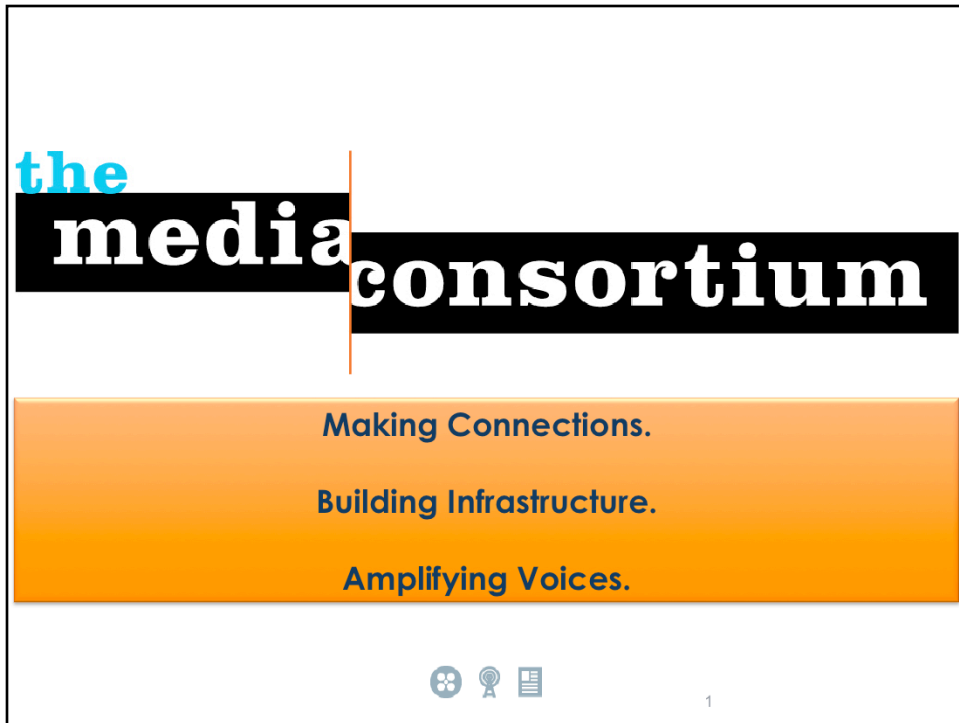 the
media
consortium
Making Connections.
Building Infrastructure.
Amplifying Voices.
1